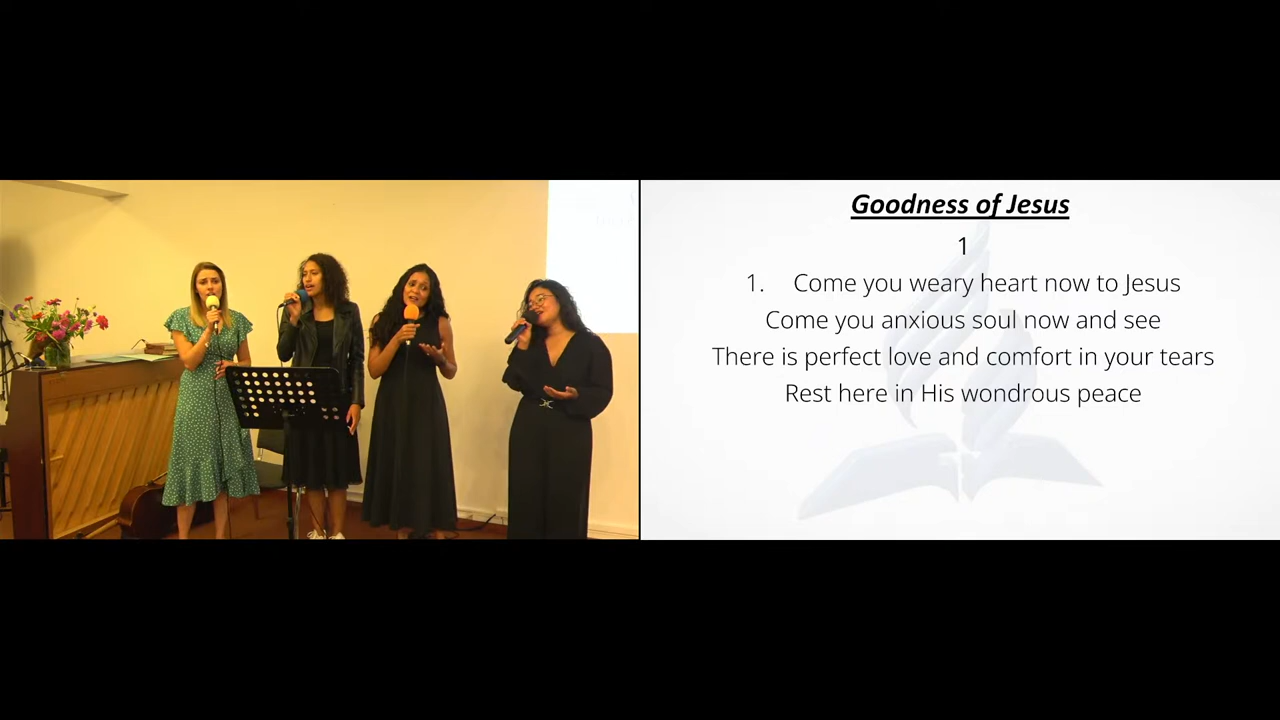 Goodness of Jesus
1
1. Come you weary heart now to Jesus
Come you anxious soul now and see
There is perfect love and comfort in your tears
Rest here in His wondrous peace